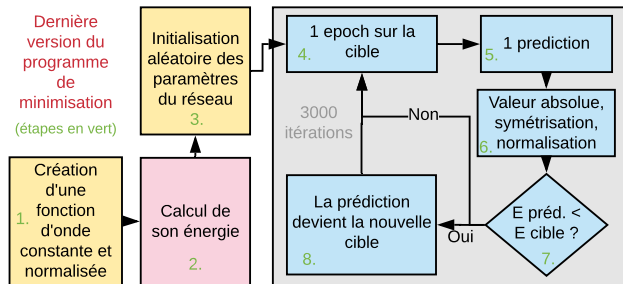 Dernière
version du
programme
de
minimisation
(étapes en vert)
Création
d'une
fonction
1.
d'onde
constante et
normalisée
Calcul de
son énergie
2.
Initialisation
aléatoire des
paramètres
du réseau
3.
1 epoch sur la
cible
4.
1 prediction
5.
Valeur absolue,
symétrisation,
normalisation
6.
E préd. <
E cible ?
7.
Non
Oui
3000
itérations
La prédiction
devient la nouvelle
cible
8.